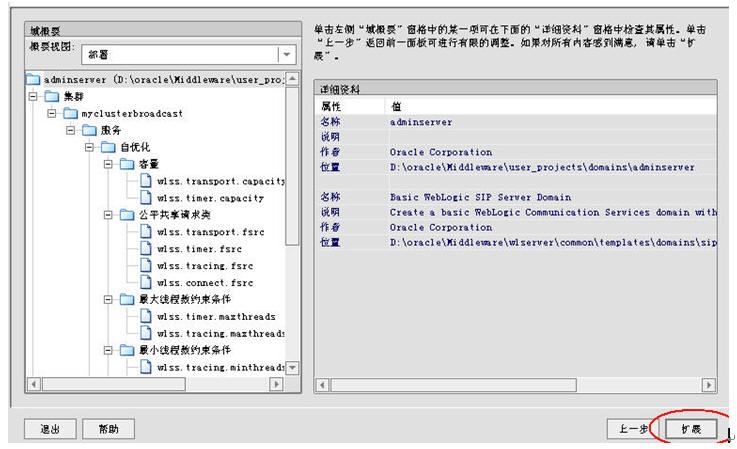 域概要
概要视图:
部署
adminserver (D:\oracle\Middleware\user_proj
集群
myclusterbroadcast
服务
自优化
容量
wlss.transport.capacity
wlss.timer.capacity
公平共享请求类
wlss.transport.fsrc
wlss.timer.fsrc
wlss.tracing.fsrc
wlss.connect.fsrc
最大线程数约束条件
wlss.timer.maxthreads
wlss.tracing.maxthreads
最小线程数约束条件
wlss.tracing.minthreads
单击左侧“域概要”窗格中的某一项可在下面的“详细资料”窗格中检查其属性。单击
“上一步”返回前一面板可进行有限的调整。如果对所有内容感到满意，请单击“扩
展”。
详细资料
属性 值
名称 adminserver
说明
作者 Oracle Corporation
位置 D:\oracle\Middleware\user_projects\domains\adminserver
名称 Basic WebLogic SIP Server Domain
说明 Create a basic WebLogic Communication Services domain with
作者 Oracle Corporation
位置 D:\oracle\Middleware\wlserver\common\templates\domains\sip
退出 帮助 上一步 扩展